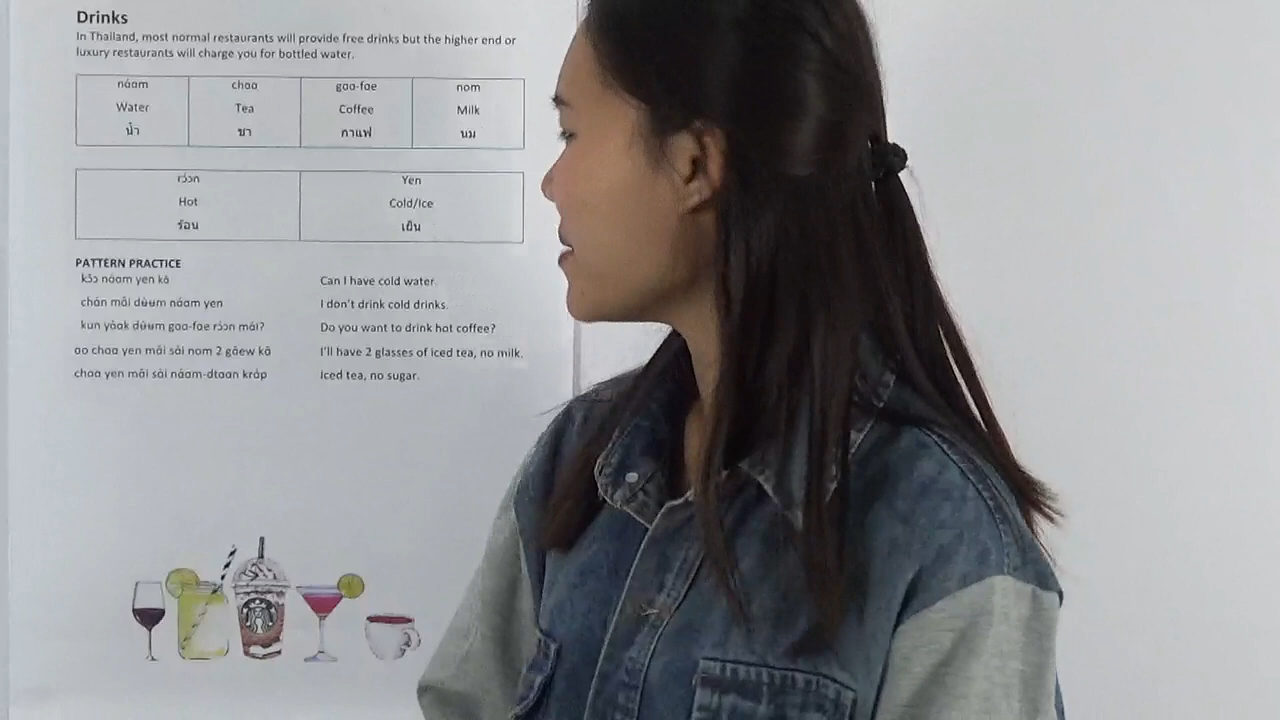 Drinks
In Thailand, most normal restaurants will provide free drinks but the higher end or
luxury restaurants will charge you for bottled water.
náam chaa gaa-fae nom
Water Tea Coffee Milk
น้ำ ชา กาแฟ นม
rɔ́ɔn Yen
Hot Cold/Ice
ร้อน เย็น
PATTERN PRACTICE
kɔ̌ɔ náam yen kâ Can I have cold water.
chán mâi dʉ̀ʉm náam yen I don't drink cold drinks.
kun yàak dʉ̀ʉm gaa-fae rɔ́ɔn mái? Do you want to drink hot coffee?
ao chaa yen mâi sài nom 2 gâew kâ I'll have 2 glasses of iced tea, no milk.
chaa yen mâi sài náam-dtaan kráp Iced tea, no sugar.